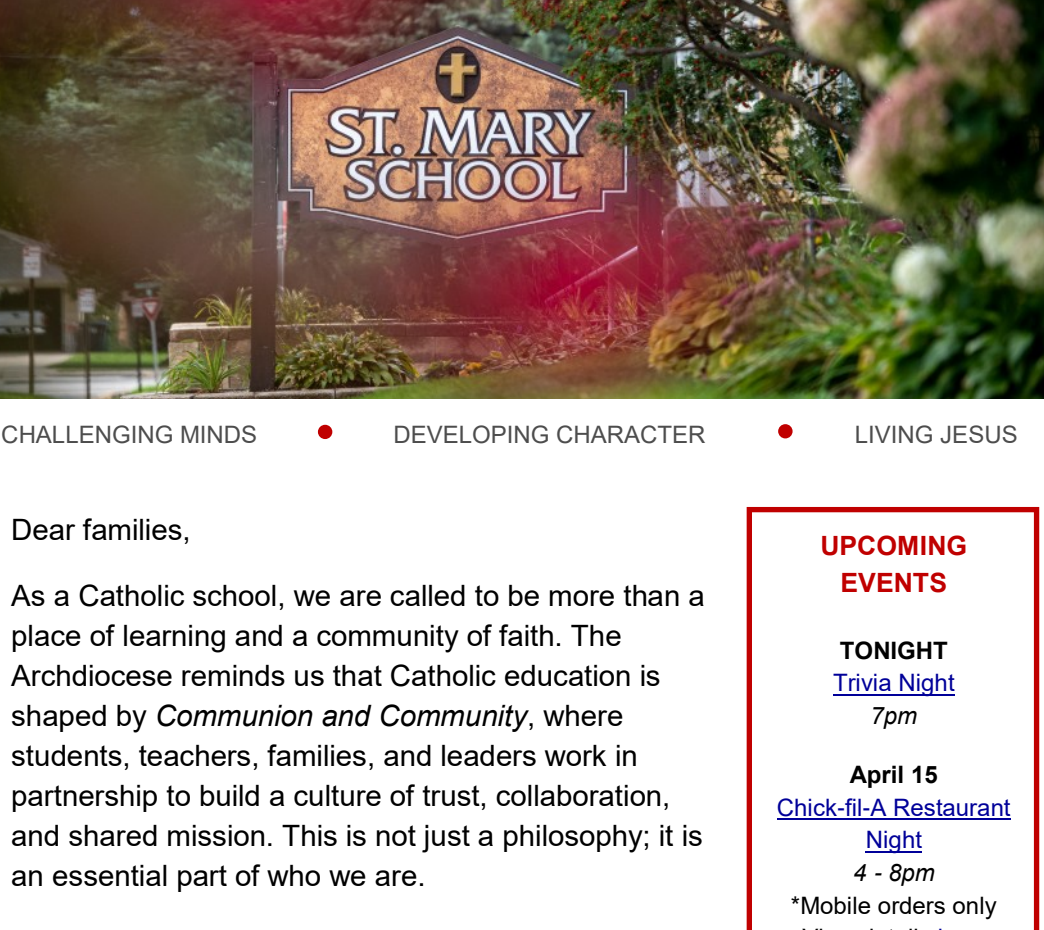 ST. MARY
SCHOOL
CHALLENGING MINDS • DEVELOPING CHARACTER • LIVING JESUS
Dear families,
As a Catholic school, we are called to be more than a
place of learning and a community of faith. The
Archdiocese reminds us that Catholic education is
shaped by Communion and Community, where
students, teachers, families, and leaders work in
partnership to build a culture of trust, collaboration,
and shared mission. This is not just a philosophy; it is
an essential part of who we are.
UPCOMING
EVENTS
TONIGHT
Trivia Night
7pm
April 15
Chick-fil-A Restaurant
Night
4 - 8pm
*Mobile orders only